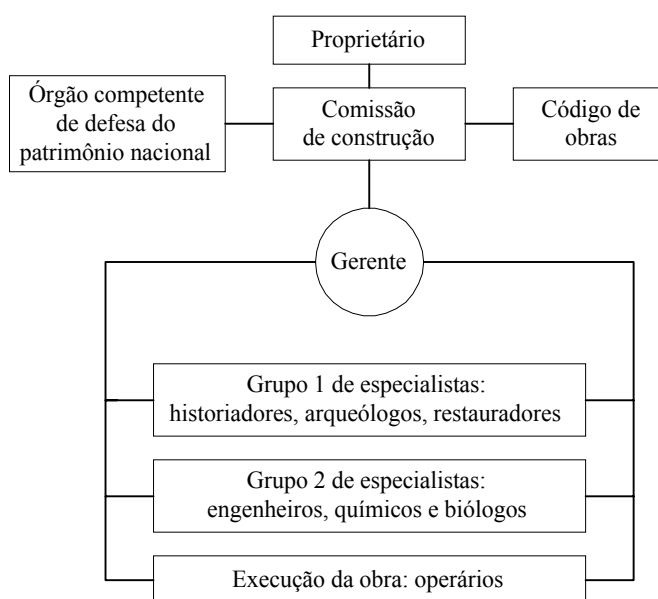 Proprietário
Órgão competente
de defesa do
patrimônio nacional
Comissão
de construção
Código de
obras
Gerente
Grupo 1 de especialistas:
historiadores, arqueólogos, restauradores
Grupo 2 de especialistas:
engenheiros, químicos e biólogos
Execução da obra: operários